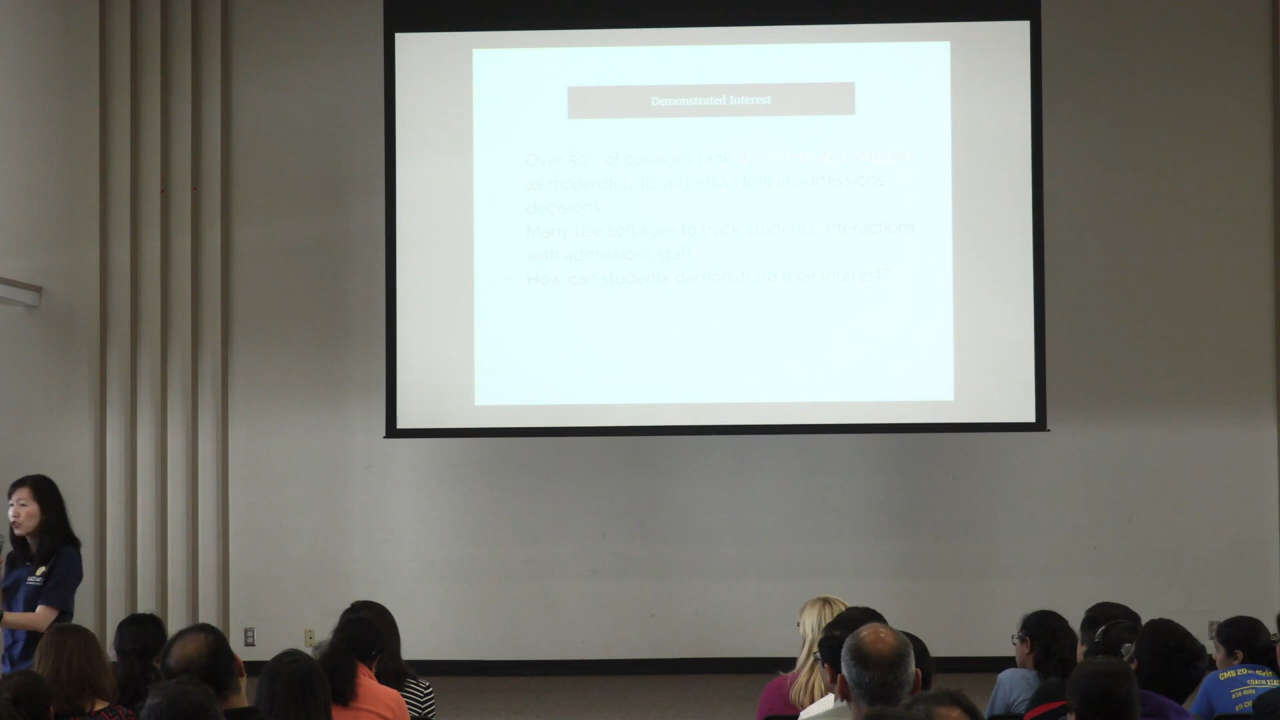 Demonstrated Interest
Over 50% of colleges rank demonstrated interest
as moderately to very important in admissions
decisions
Many use software to track students interactions
with admissions staff
How can students demonstrate their interest?